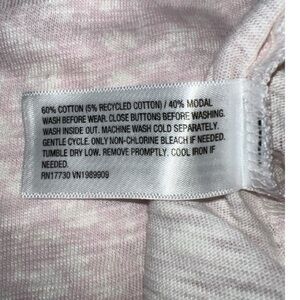 60% COTTON (5% RECYCLED COTTON) / 40% MODAL
WASH BEFORE WEAR. CLOSE BUTTONS BEFORE WASHING.
WASH INSIDE OUT. MACHINE WASH COLD SEPARATELY.
GENTLE CYCLE. ONLY NON-CHLORINE BLEACH IF NEEDED.
TUMBLE DRY LOW. REMOVE PROMPTLY. COOL IRON IF
NEEDED.
RN17730 VN1989909